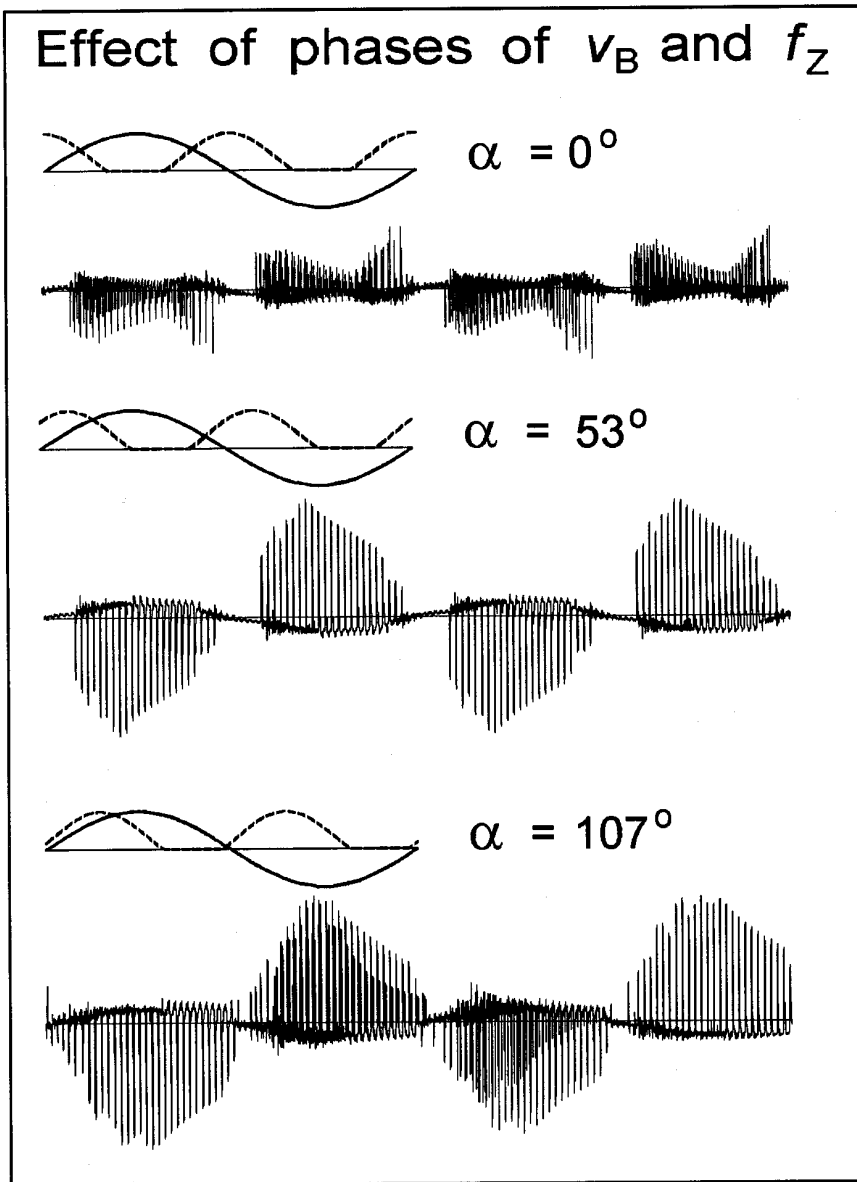 Effect of phases of vB and fZ
α = 0°
α = 53°
α = 107°